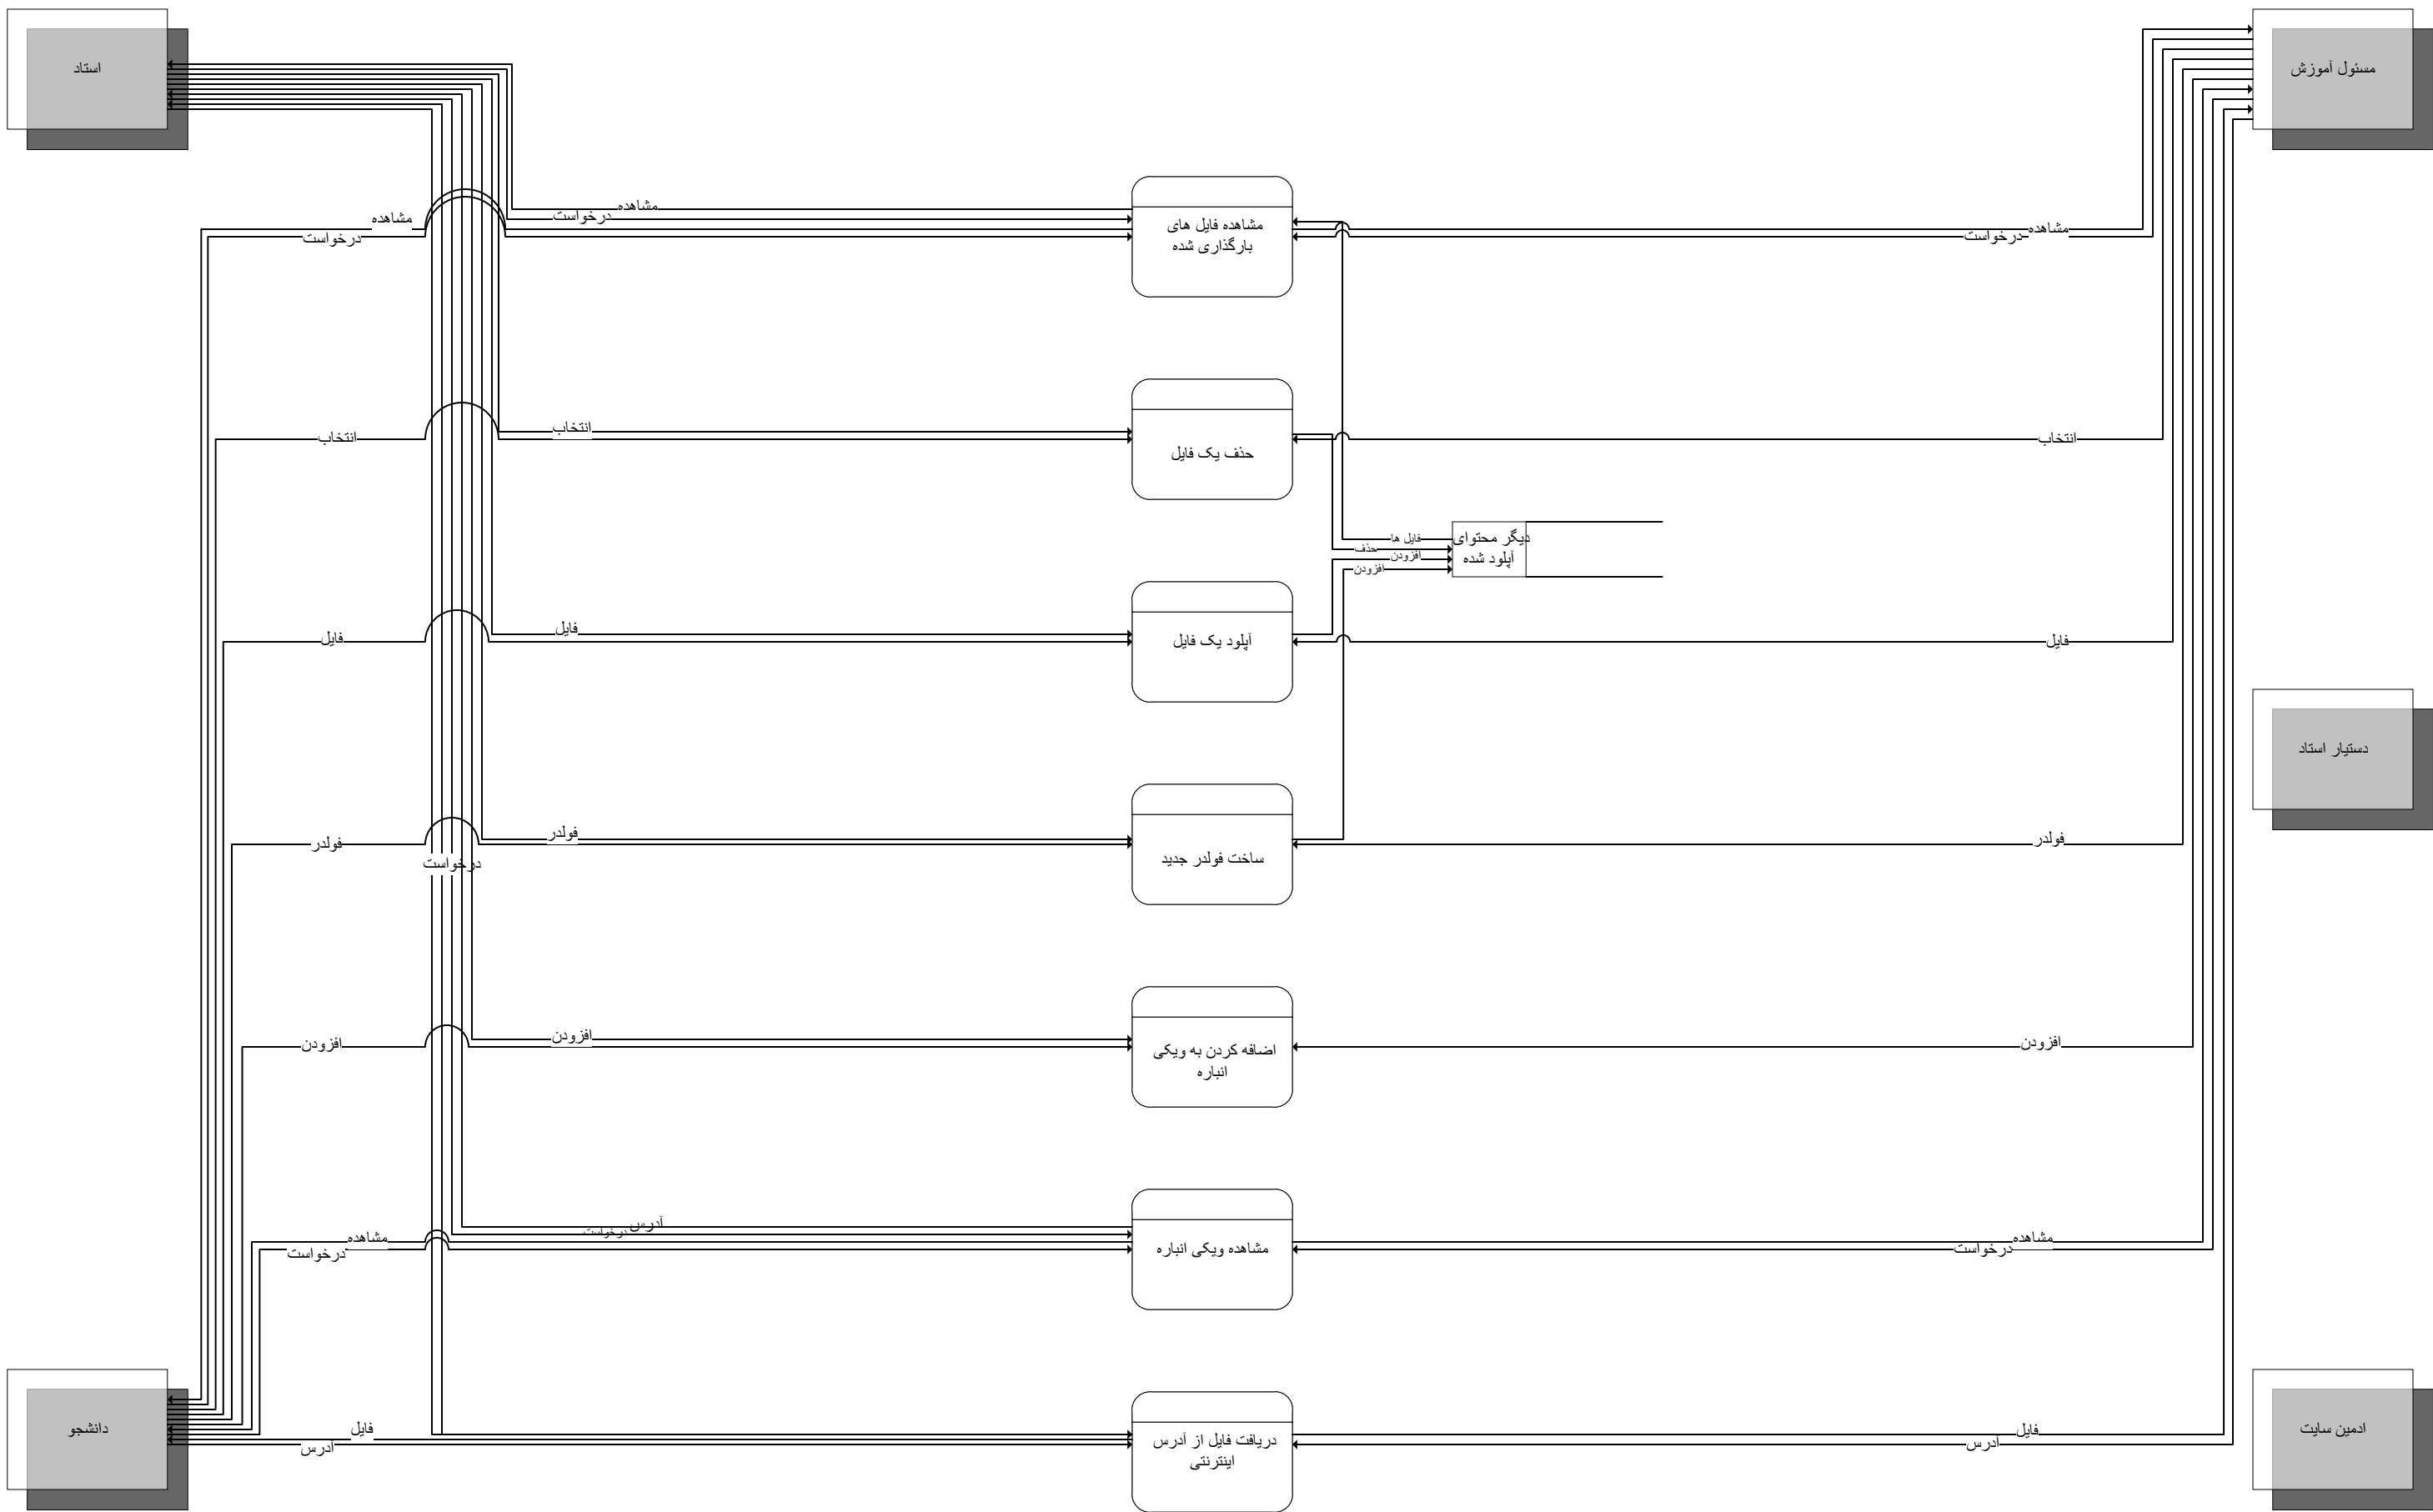 استاد
مسئول آموزش
مشاهده
درخواست
مشاهده
درخواست
مشاهده فایل های
بارگذاری شده
مشاهده
درخواست
انتخاب
انتخاب
حذف یک فایل
انتخاب
فایل ها
حذف
افزودن
افزودن
دیگر محتوای
آپلود شده
فایل
فایل
آپلود یک فایل
فایل
دستیار استاد
فولدر
فولدر
درخواست
ساخت فولدر جدید
فولدر
افزودن
افزودن
اضافه کردن به ویکی
انباره
افزودن
آدرس
درخواست
مشاهده
درخواست
مشاهده ویکی انباره
مشاهده
درخواست
دانشجو
فایل
آدرس
دریافت فایل از آدرس
اینترنتی
فایل
آدرس
ادمین سایت